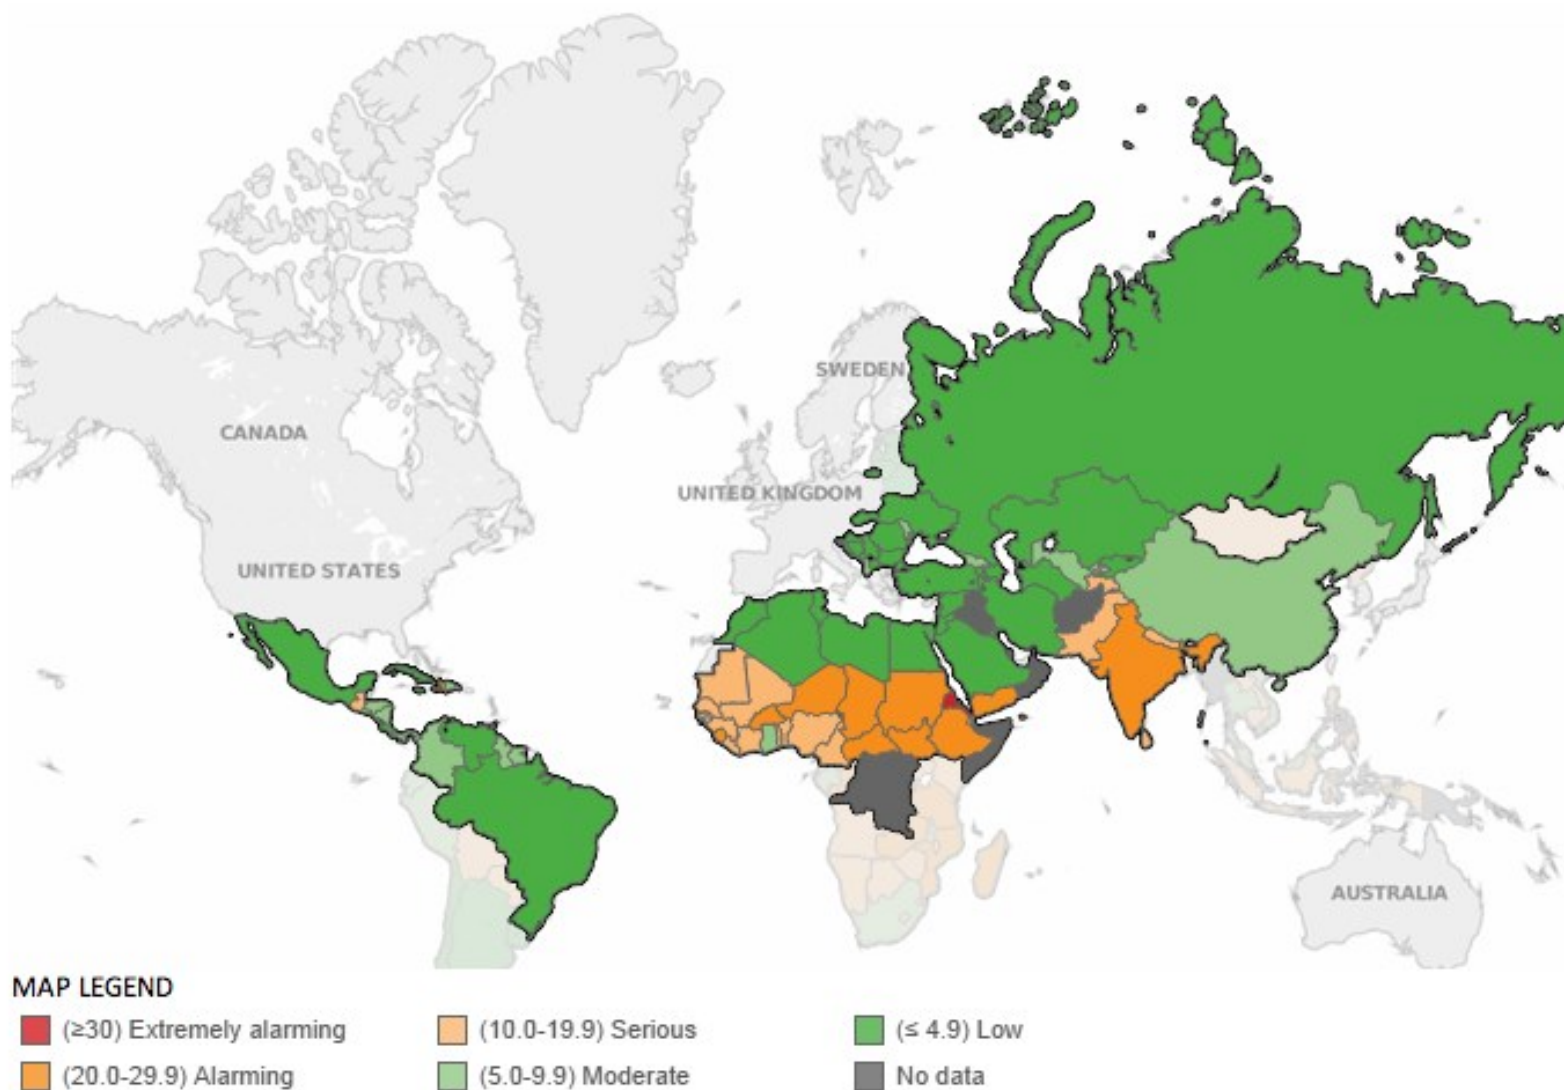 SWEDEN
CANADA
UNITED KINGDOM
UNITED STATES
AUSTRALIA
MAP LEGEND
(≥30) Extremely alarming
(10.0-19.9) Serious
(≤ 4.9) Low
(20.0-29.9) Alarming
(5.0-9.9) Moderate
No data